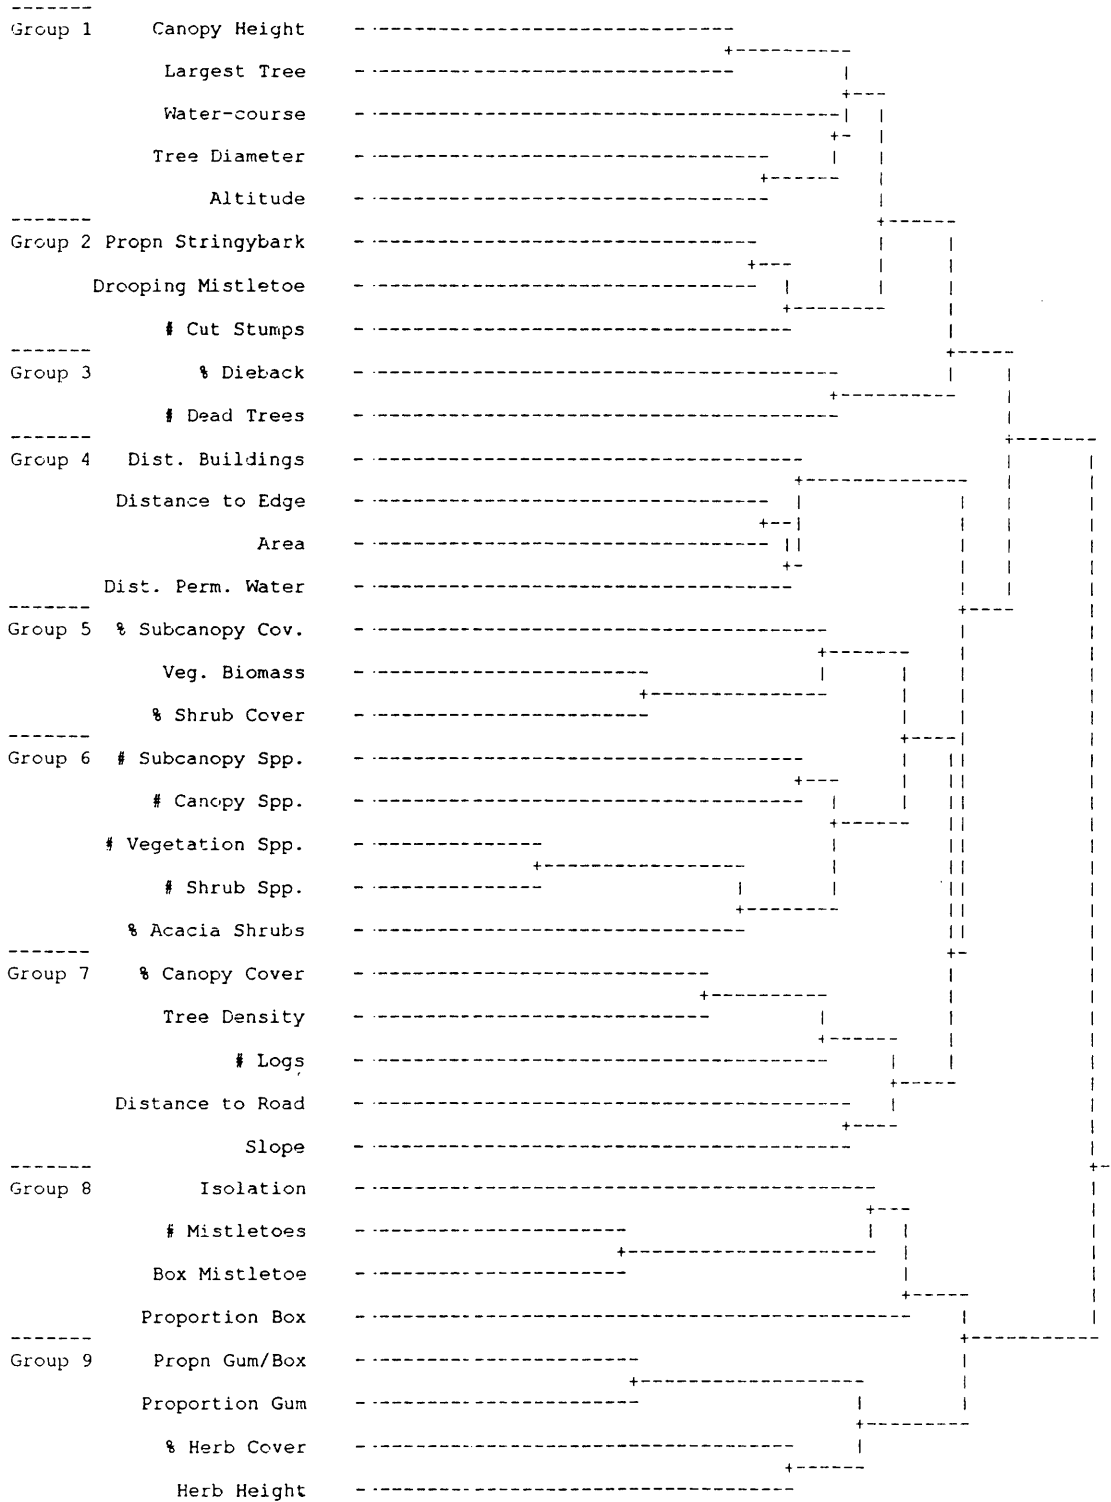 Group 1 Canopy Height
Largest Tree
Water-course
Tree Diameter
Altitude
Group 2 Propn Stringybark
Drooping Mistletoe
# Cut Stumps
Group 3 % Dieback
# Dead Trees
Group 4 Dist. Buildings
Distance to Edge
Area
Dist. Perm. Water
Group 5 % Subcanopy Cov.
Veg. Biomass
% Shrub Cover
Group 6 # Subcanopy Spp.
# Canopy Spp.
# Vegetation Spp.
# Shrub Spp.
% Acacia Shrubs
Group 7 % Canopy Cover
Tree Density
# Logs
Distance to Road
Slope
Group 8 Isolation
# Mistletoes
Box Mistletoe
Proportion Box
Group 9 Propn Gum/Box
Proportion Gum
% Herb Cover
Herb Height